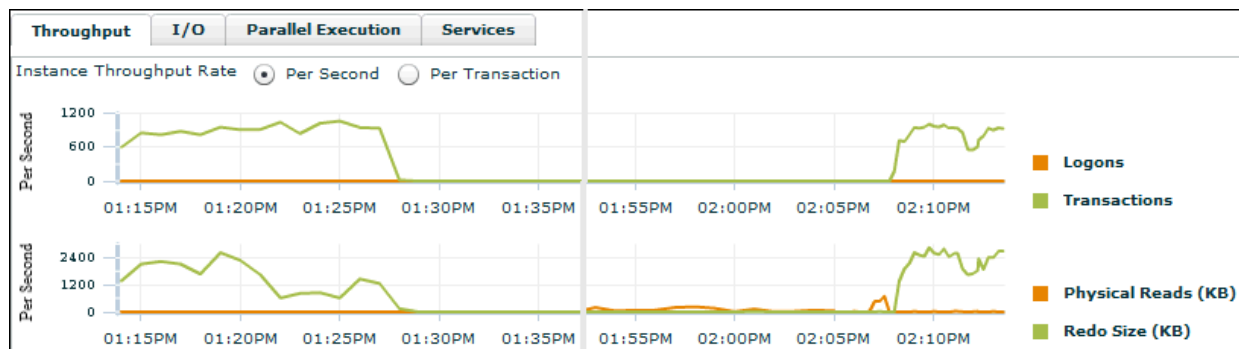 Throughput I/O Parallel Execution Services
Instance Throughput Rate Per Second Per Transaction
Per Second
1200
600
0
01:15PM 01:20PM 01:25PM 01:30PM 01:35PM 01:55PM 02:00PM 02:05PM 02:10PM
Logons
Transactions
Per Second
2400
1200
0
01:15PM 01:20PM 01:25PM 01:30PM 01:35PM 01:55PM 02:00PM 02:05PM 02:10PM
Physical Reads (KB)
Redo Size (KB)